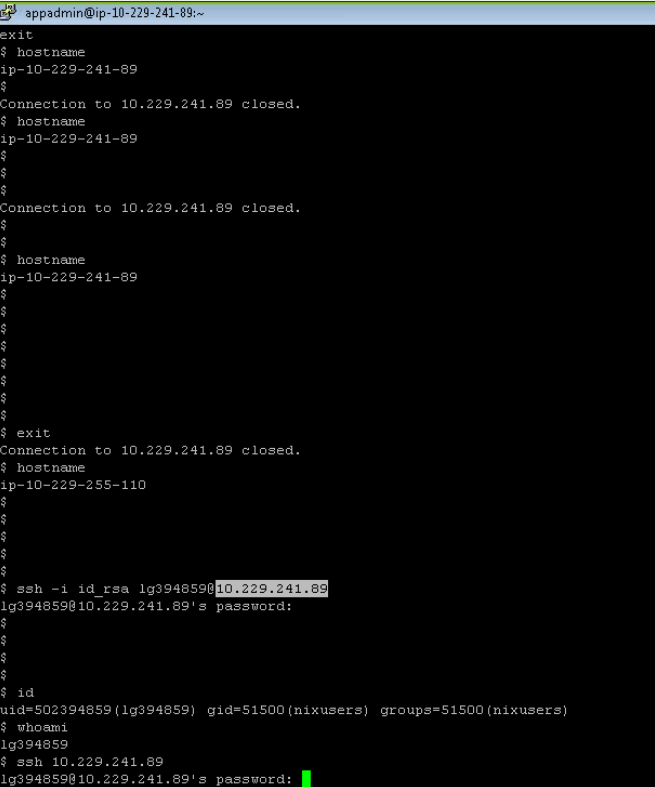 appadmin@ip-10-229-241-89:~
exit
$ hostname
ip-10-229-241-89
$
Connection to 10.229.241.89 closed.
$ hostname
ip-10-229-241-89
$
$
$
Connection to 10.229.241.89 closed.
$
$
$ hostname
ip-10-229-241-89
$
$
$
$
$
$
$
$
$ exit
Connection to 10.229.241.89 closed.
$ hostname
ip-10-229-255-110
$
$
$
$
$
$ ssh -i id_rsa lg394859@10.229.241.89
lg394859@10.229.241.89's password:
$
$
$
$
$ id
uid=502394859(lg394859) gid=51500(nixusers) groups=51500(nixusers)
$ whoami
lg394859
$ ssh 10.229.241.89
lg394859@10.229.241.89's password: